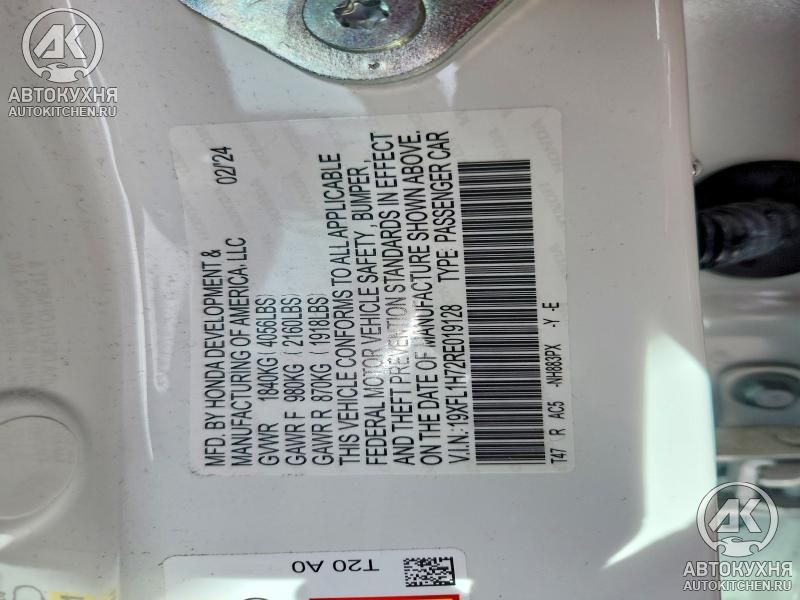 АВТОКУХНЯ
AUTOKITCHEN.RU
MFD. BY HONDA DEVELOPMENT & 02/'24
MANUFACTURING OF AMERICA, LLC
GVWR 1840KG (4056LBS)
GAWR F 980KG (2160LBS)
GAWR R 870KG (1918LBS)
THIS VEHICLE CONFORMS TO ALL APPLICABLE
FEDERAL MOTOR VEHICLE SAFETY, BUMPER,
AND THEFT PREVENTION STANDARDS IN EFFECT
ON THE DATE OF MANUFACTURE SHOWN ABOVE.
V.I.N.: 19XFL1H72RE019128 TYPE: PASSENGER CAR
T47 R AC5 -NH883PX -Y -E
T20 A0
АВТОКУХНЯ
AUTOKITCHEN.RU